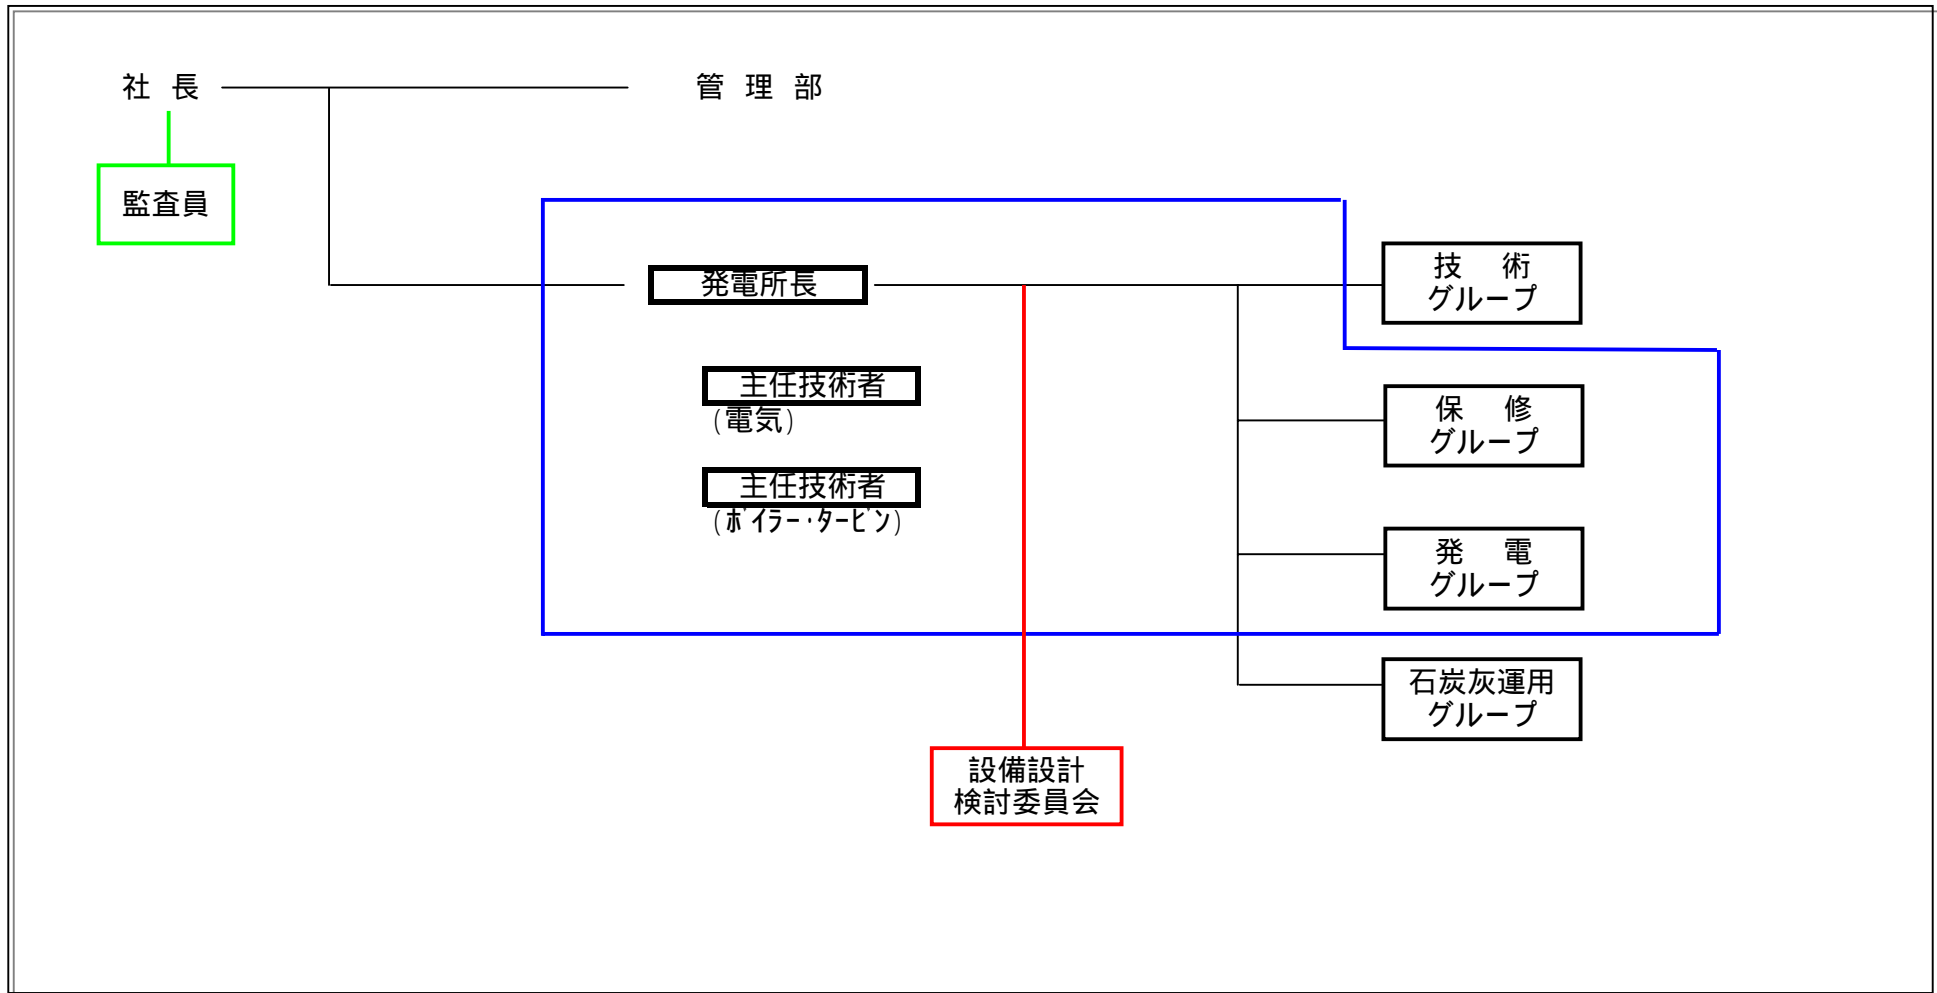 社 長
管 理 部
監査員
発電所長
技 術
グループ
主任技術者
(電気)
保 修
グループ
主任技術者
(ﾎﾞｲﾗｰ・ﾀｰﾋﾞﾝ)
発 電
グループ
石炭灰運用
グループ
設備設計
検討委員会